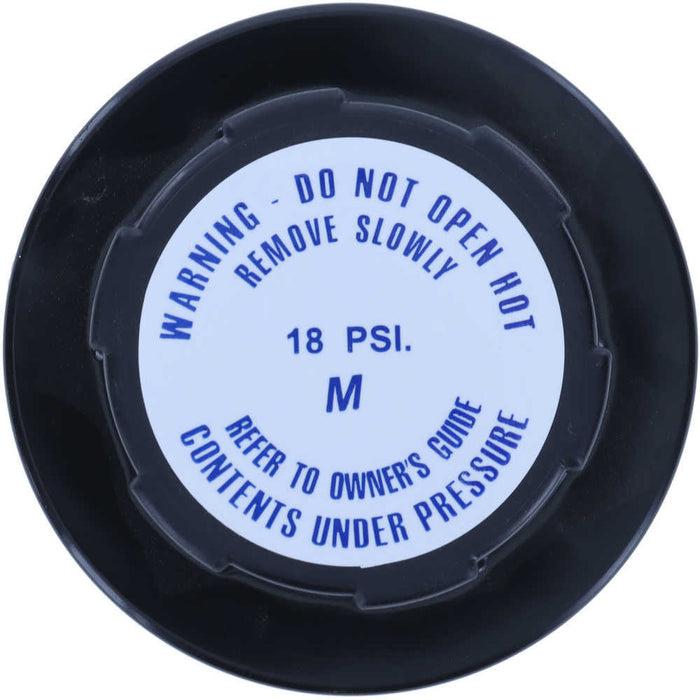 WARNING - DO NOT OPEN HOT
REMOVE SLOWLY
18 PSI.
M
REFER TO OWNER'S GUIDE
CONTENTS UNDER PRESSURE